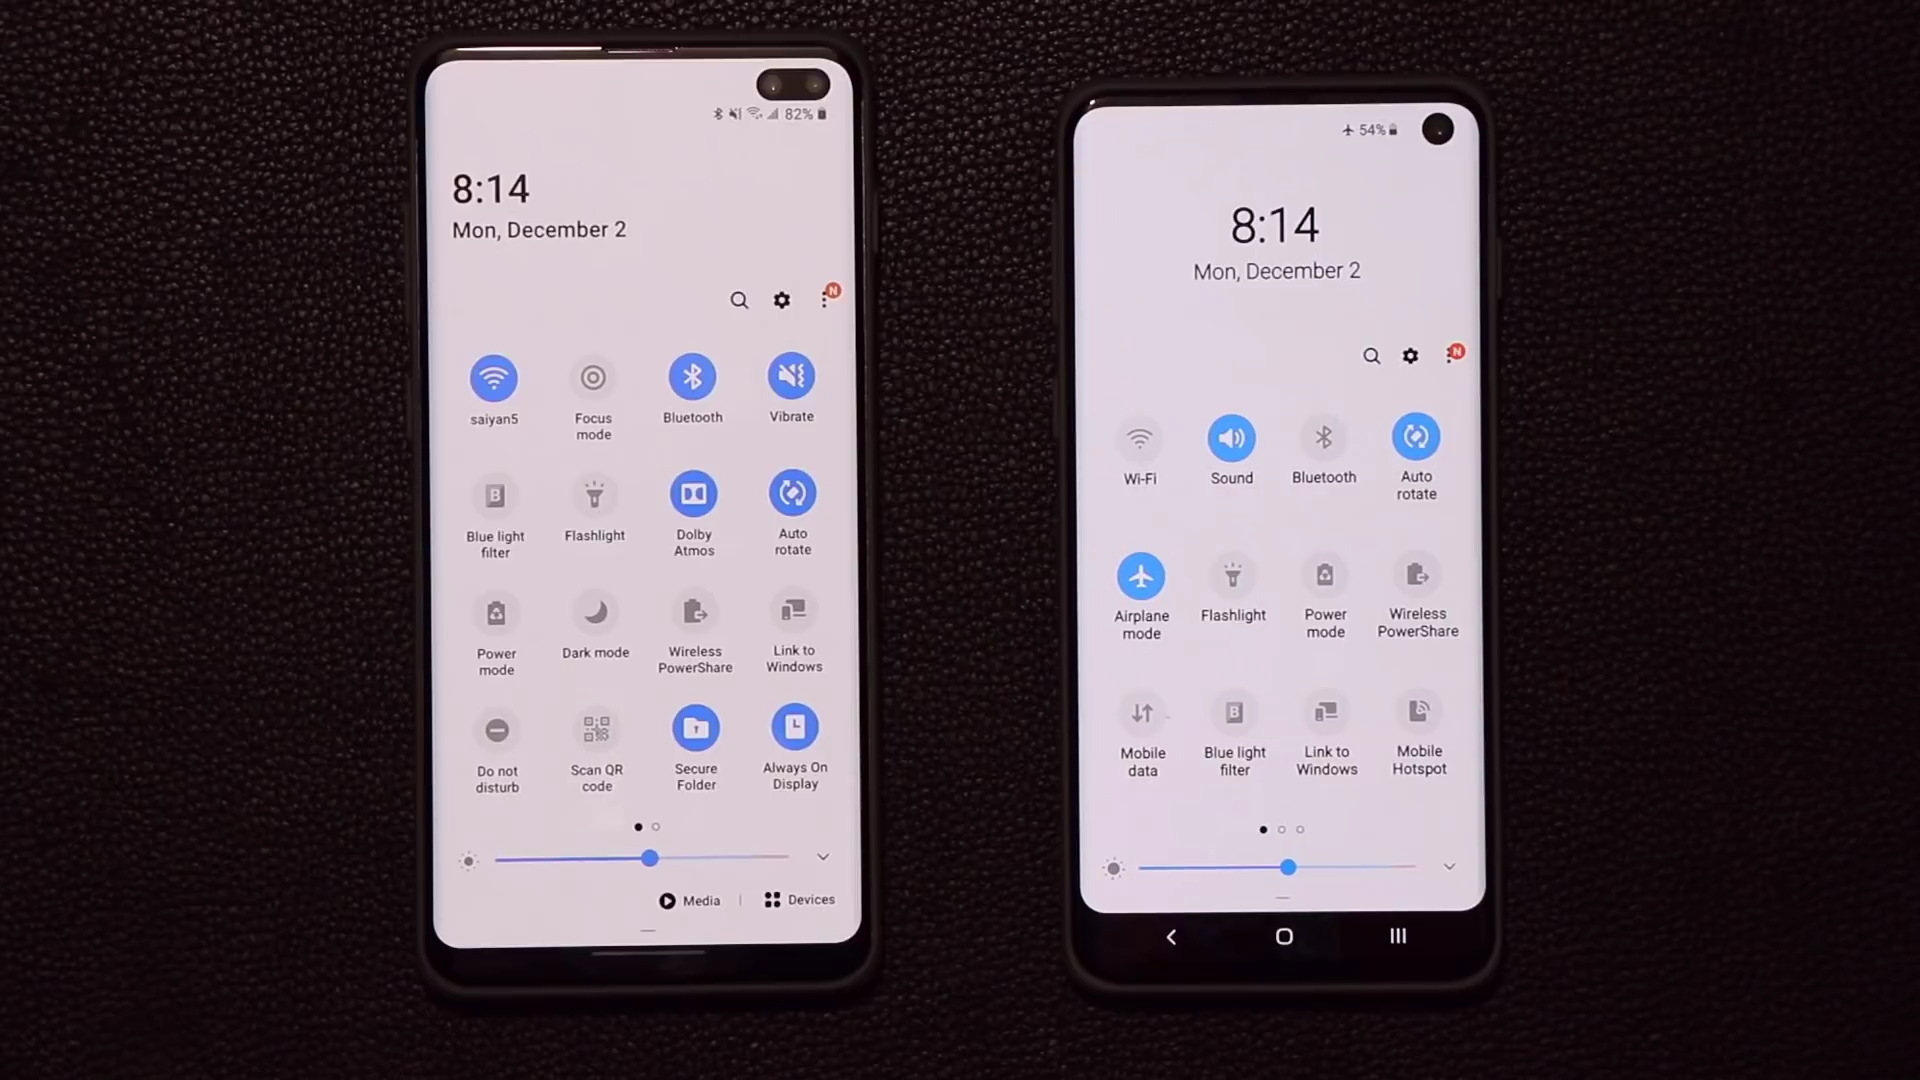 82%
8:14
Mon, December 2
N
saiyan5
Focus
mode
Bluetooth
Vibrate
B
Blue light
filter
Flashlight
Dolby
Atmos
Auto
rotate
Power
mode
Dark mode
Wireless
PowerShare
Link to
Windows
Do not
disturb
Scan QR
code
Secure
Folder
Always On
Display
Media | Devices
54%
8:14
Mon, December 2
N
Wi-Fi
Sound
Bluetooth
Auto
rotate
Airplane
mode
Flashlight
Power
mode
Wireless
PowerShare
Mobile
data
B
Blue light
filter
Link to
Windows
Mobile
Hotspot